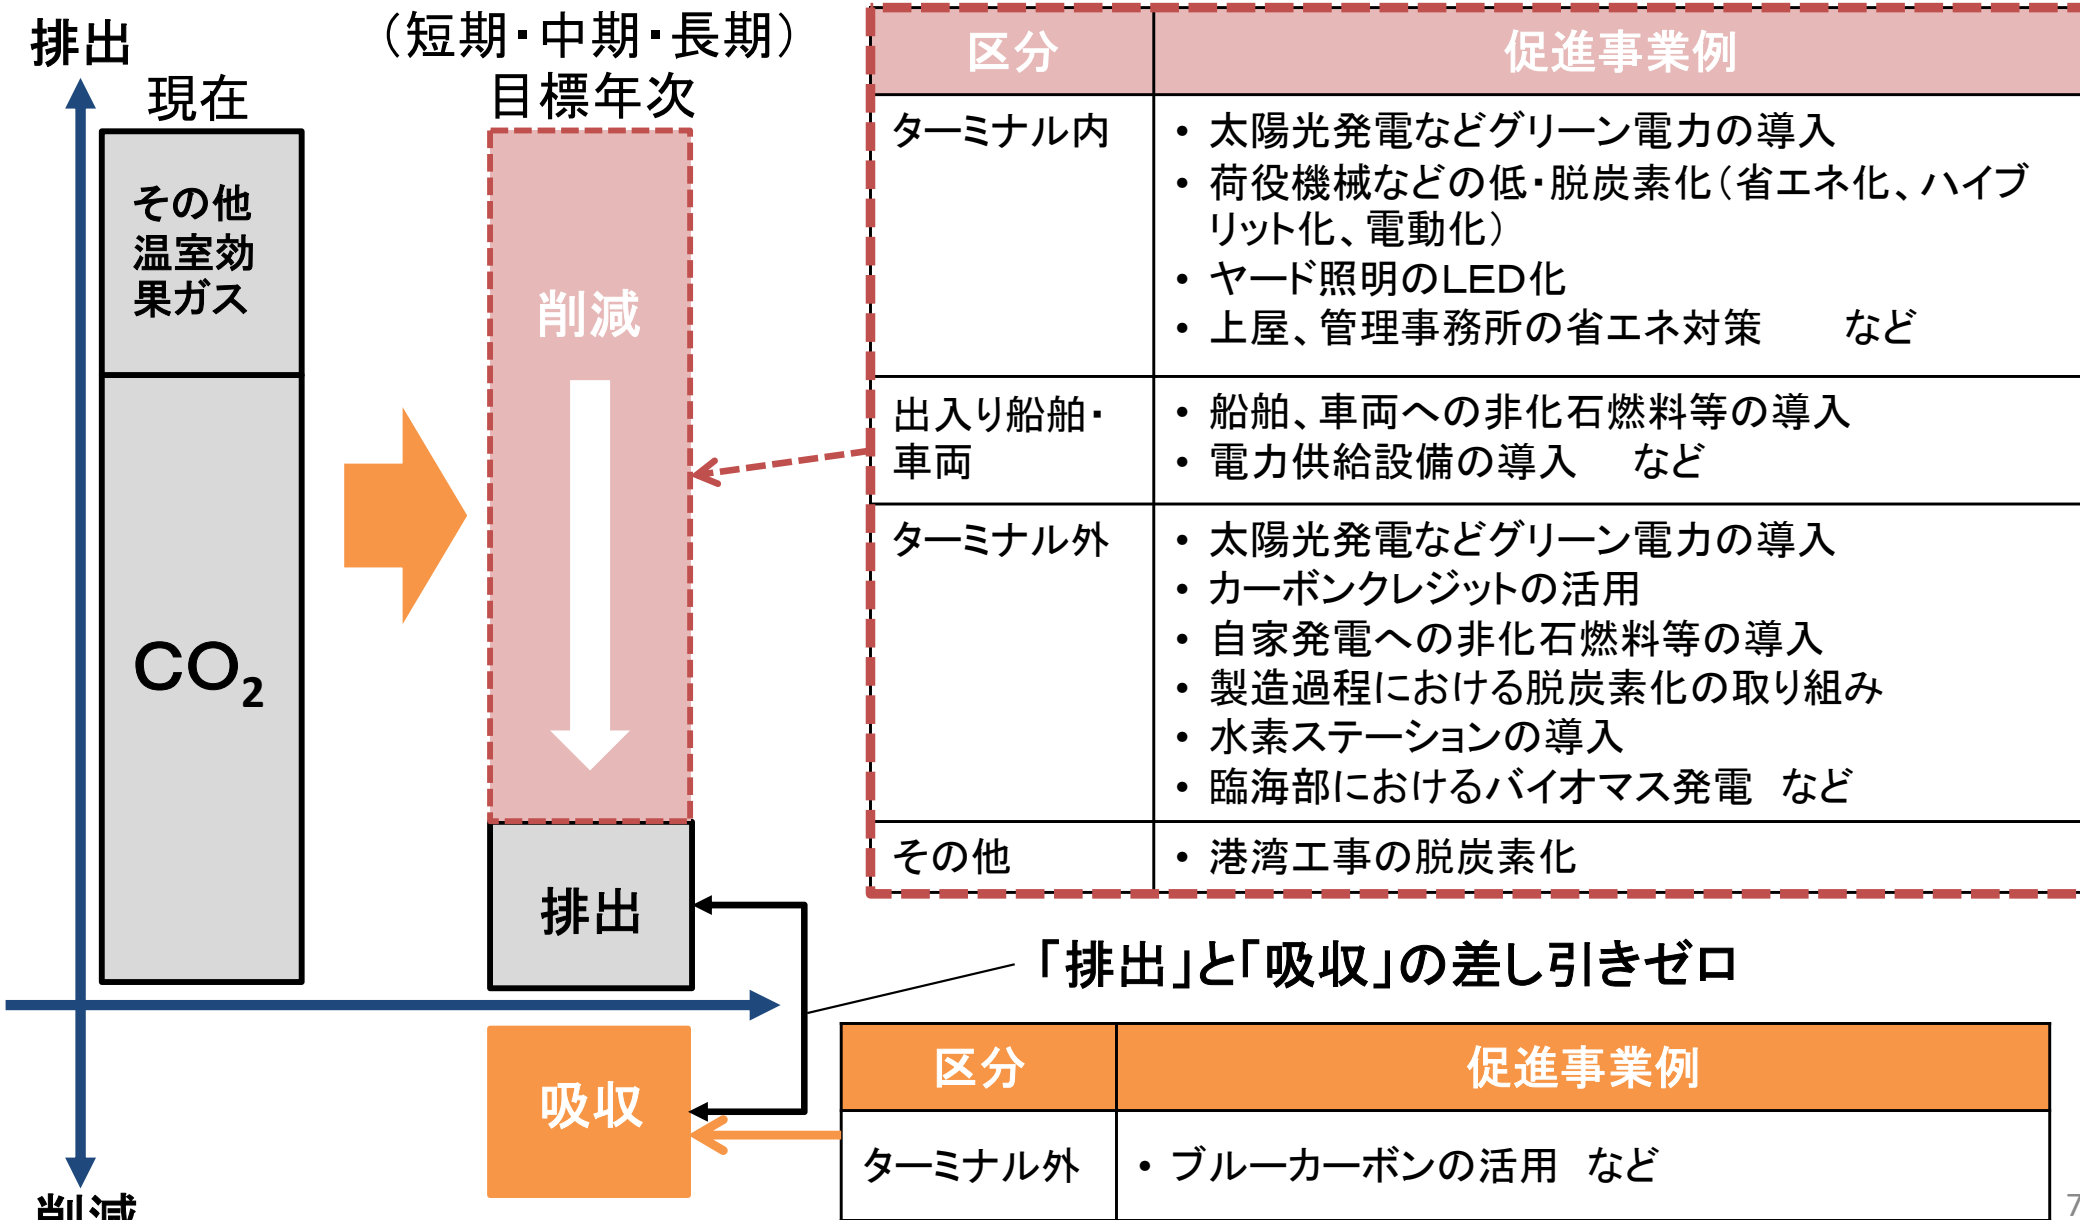 排出
現在
その他
温室効
果ガス
CO₂
（短期・中期・長期）
目標年次
削減
排出
吸収
削減
区分 促進事業例
ターミナル内
• 太陽光発電などグリーン電力の導入
• 荷役機械などの低・脱炭素化（省エネ化、ハイブ
リット化、電動化）
• ヤード照明のＬＥＤ化
• 上屋、管理事務所の省エネ対策　　など
出入り船舶・
車両
• 船舶、車両への非化石燃料等の導入
• 電力供給設備の導入　など
ターミナル外
• 太陽光発電などグリーン電力の導入
• カーボンクレジットの活用
• 自家発電への非化石燃料等の導入
• 製造過程における脱炭素化の取り組み
• 水素ステーションの導入
• 臨海部におけるバイオマス発電　など
その他
• 港湾工事の脱炭素化
「排出」と「吸収」の差し引きゼロ
区分 促進事業例
ターミナル外
• ブルーカーボンの活用　など
7